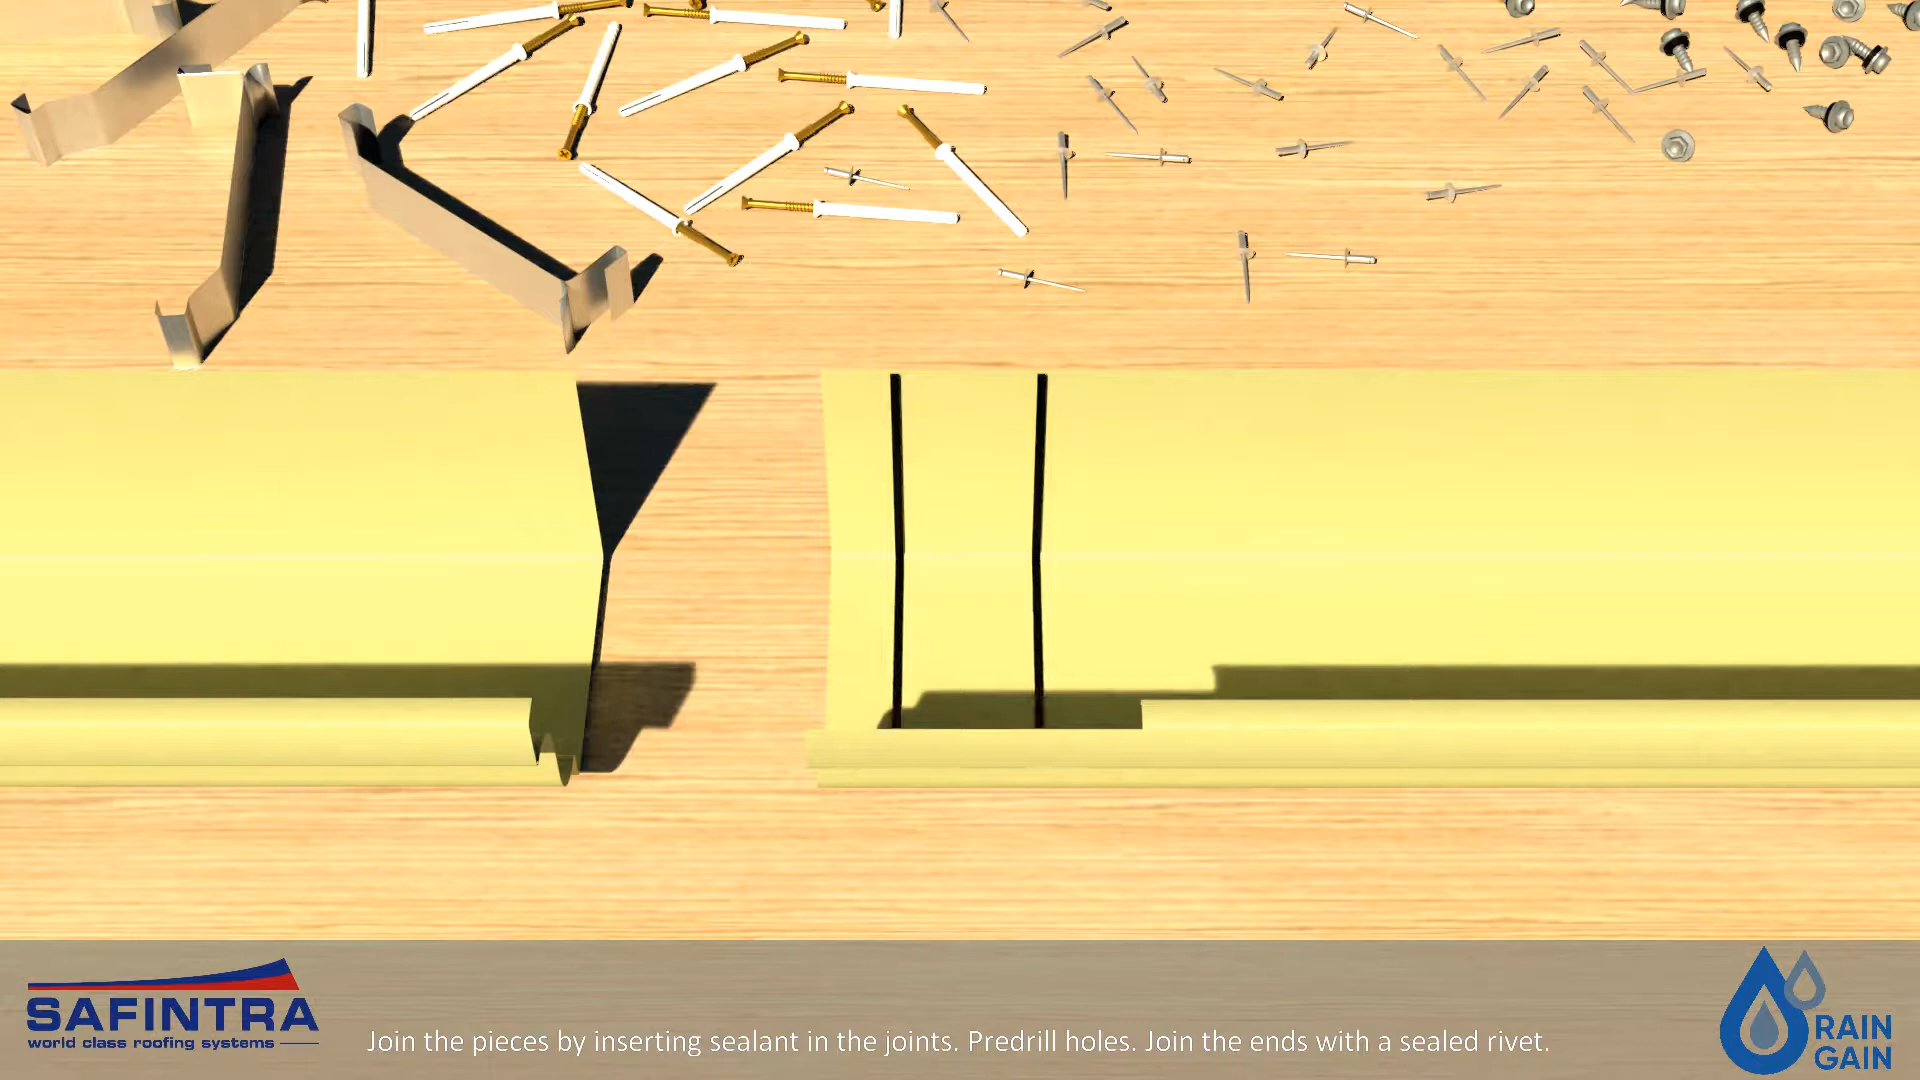 SAFINTRA
world class roofing systems
Join the pieces by inserting sealant in the joints. Predrill holes. Join the ends with a sealed rivet.
RAIN
GAIN